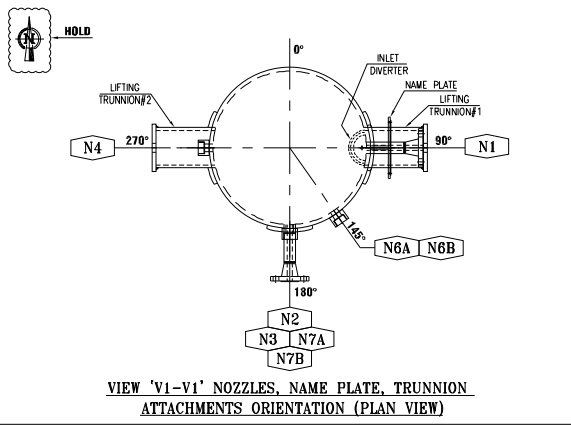 N
HOLD
0°
INLET
DIVERTER
NAME PLATE
LIFTING
TRUNNION#2
LIFTING
TRUNNION#1
N4
270°
90°
N1
145°
N6A
N6B
180°
N2
N3
N7A
N7B
VIEW 'V1-V1' NOZZLES, NAME PLATE, TRUNNION
ATTACHMENTS ORIENTATION (PLAN VIEW)